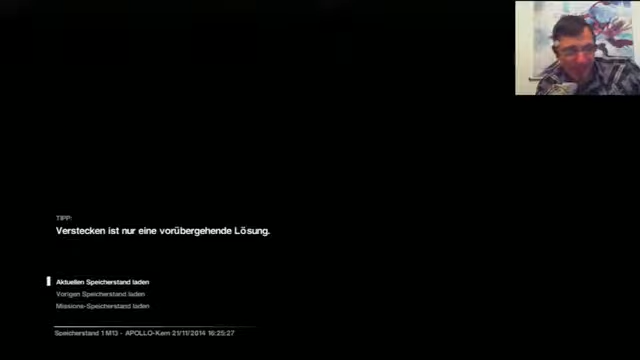 TIPP:
Verstecken ist nur eine vorübergehende Lösung.
Aktuellen Speicherstand laden
Vorigen Speicherstand laden
Missions-Speicherstand laden
Speicherstand 1 M13 - APOLLO-Kern 21/11/2014 16:25:27